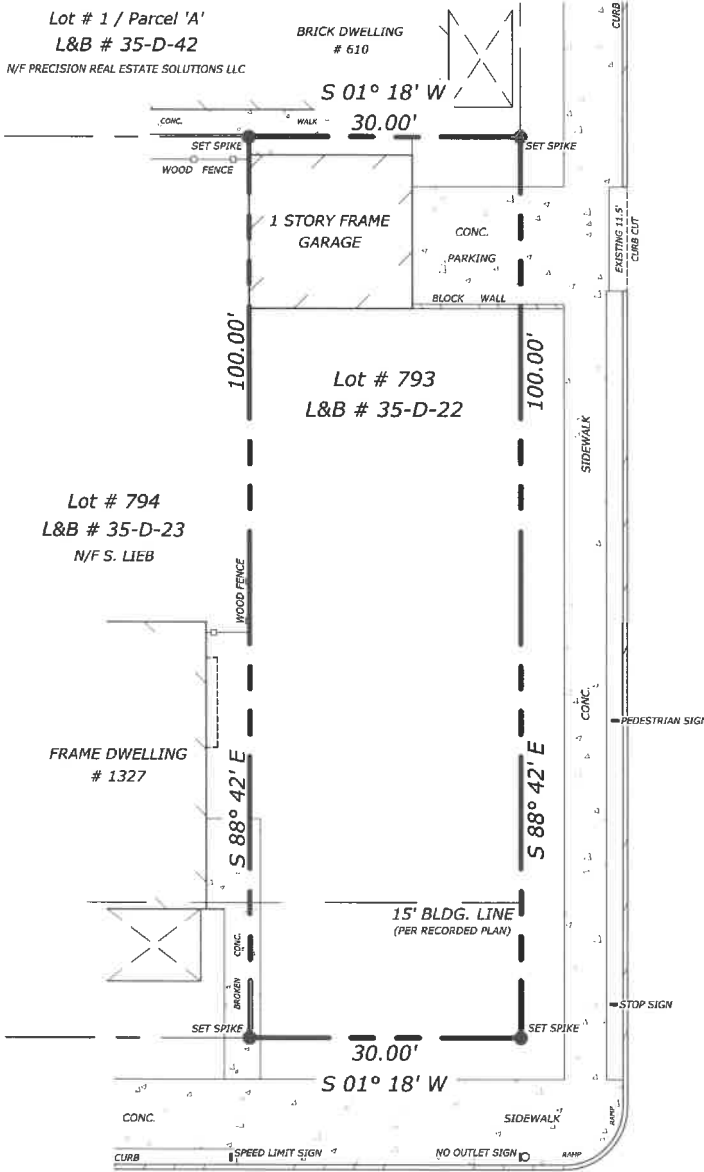 Lot # 1 / Parcel 'A'
L&B # 35-D-42
N/F PRECISION REAL ESTATE SOLUTIONS LLC
BRICK DWELLING
# 610
CURB
S 01° 18' W
30.00'
CONC.
WALK
SET SPIKE
SET SPIKE
WOOD FENCE
1 STORY FRAME
GARAGE
CONC.
PARKING
BLOCK WALL
EXISTING 11.5'
CURB CUT
100.00'
100.00'
Lot # 793
L&B # 35-D-22
SIDEWALK
Lot # 794
L&B # 35-D-23
N/F S. LIEB
WOOD FENCE
CONC.
PEDESTRIAN SIGN
FRAME DWELLING
# 1327
S 88° 42' E
S 88° 42' E
15' BLDG. LINE
(PER RECORDED PLAN)
BROKEN CONC.
STOP SIGN
SET SPIKE
SET SPIKE
30.00'
S 01° 18' W
CONC.
SIDEWALK
RAMP
CURB
SPEED LIMIT SIGN
NO OUTLET SIGN
RAMP